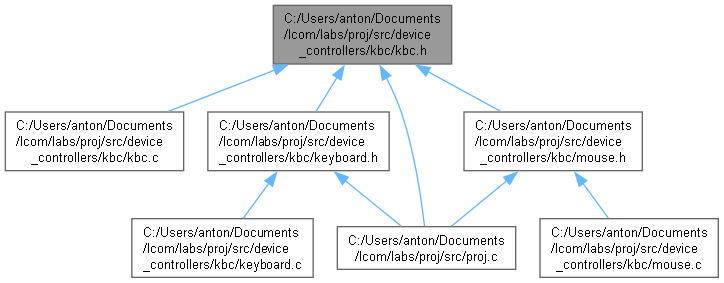 C:/Users/anton/Documents
/lcom/labs/proj/src/device
_controllers/kbc/kbc.h
C:/Users/anton/Documents
/lcom/labs/proj/src/device
_controllers/kbc/kbc.c
C:/Users/anton/Documents
/lcom/labs/proj/src/device
_controllers/kbc/keyboard.h
C:/Users/anton/Documents
/lcom/labs/proj/src/device
_controllers/kbc/mouse.h
C:/Users/anton/Documents
/lcom/labs/proj/src/device
_controllers/kbc/keyboard.c
C:/Users/anton/Documents
/lcom/labs/proj/src/proj.c
C:/Users/anton/Documents
/lcom/labs/proj/src/device
_controllers/kbc/mouse.c